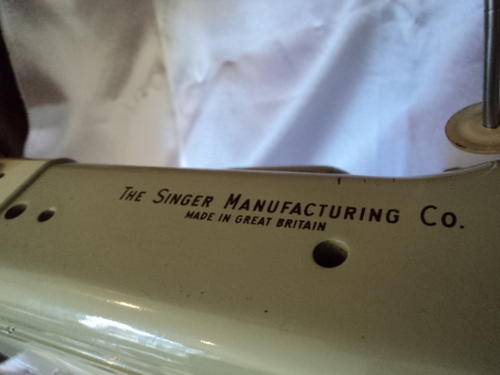 The Singer Manufacturing Co.
MADE IN GREAT BRITAIN